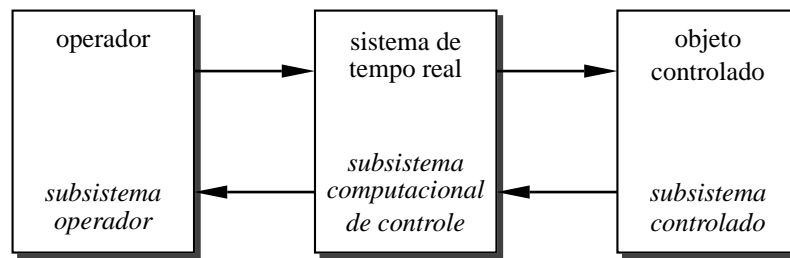 operador
subsistema
operador
sistema de
tempo real
subsistema
computacional
de controle
objeto
controlado
subsistema
controlado